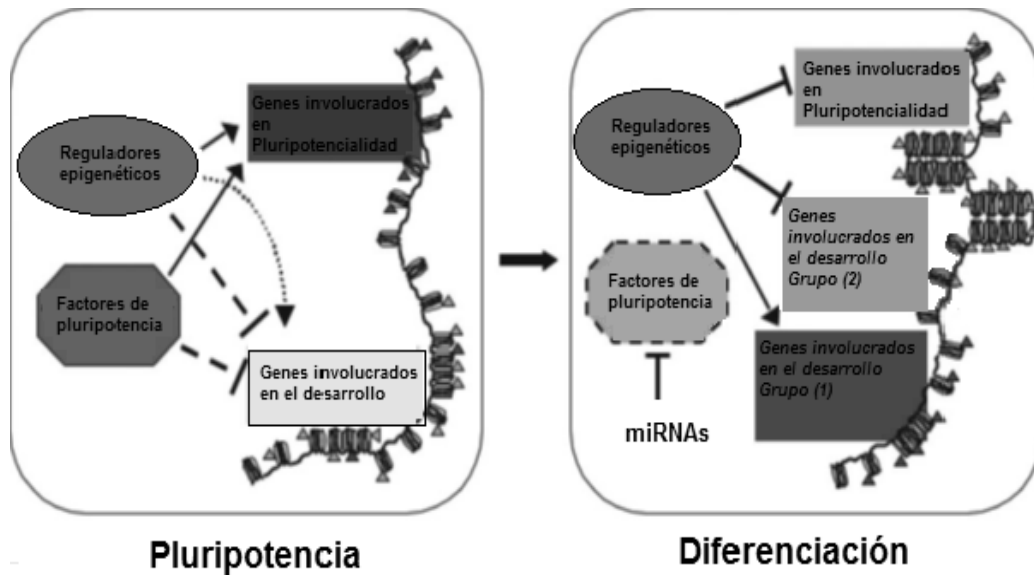 Genes involucrados
en
Pluripotencialidad
Reguladores
epigenéticos
Factores de
pluripotencia
Genes involucrados
en el desarrollo
Pluripotencia
Genes involucrados
en
Pluripotencialidad
Reguladores
epigenéticos
Genes
involucrados en
el desarrollo
Grupo (2)
Factores de
pluripotencia
Genes involucrados
en el desarrollo
Grupo (1)
miRNAs
Diferenciación